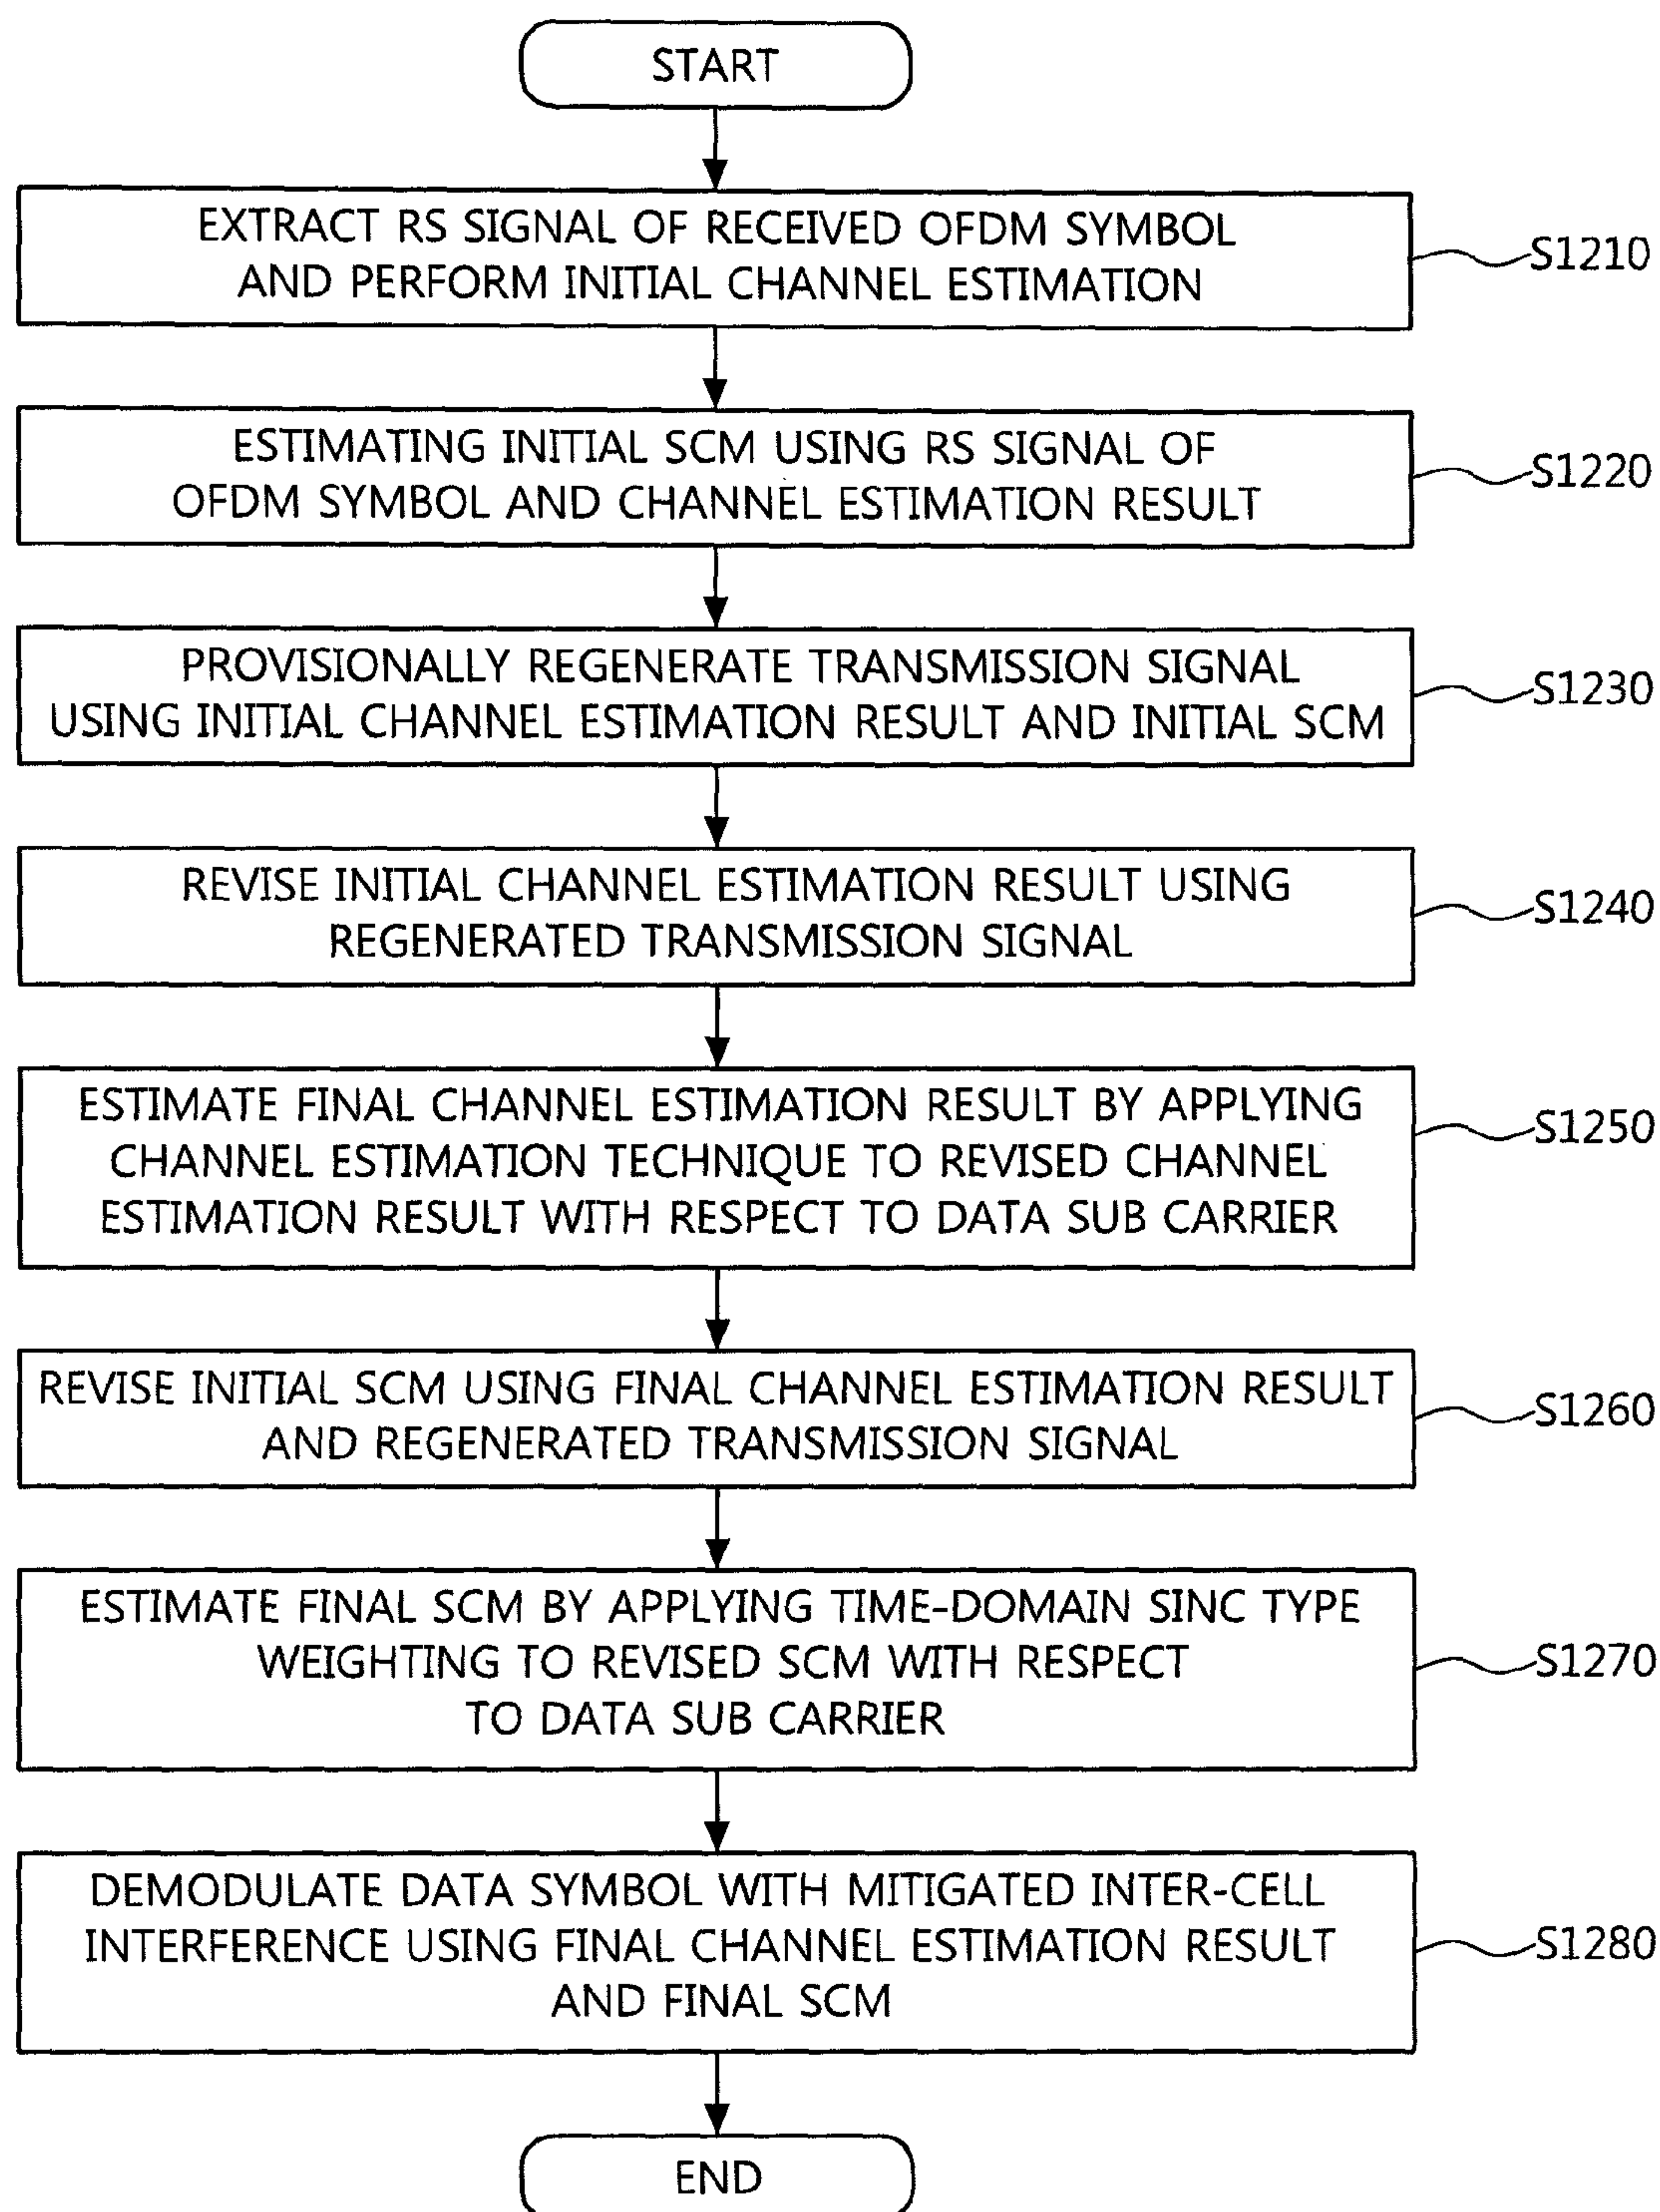 START
EXTRACT RS SIGNAL OF RECEIVED OFDM SYMBOL
AND PERFORM INITIAL CHANNEL ESTIMATION
S1210
ESTIMATING INITIAL SCM USING RS SIGNAL OF
OFDM SYMBOL AND CHANNEL ESTIMATION RESULT
S1220
PROVISIONALLY REGENERATE TRANSMISSION SIGNAL
USING INITIAL CHANNEL ESTIMATION RESULT AND INITIAL SCM
S1230
REVISE INITIAL CHANNEL ESTIMATION RESULT USING
REGENERATED TRANSMISSION SIGNAL
S1240
ESTIMATE FINAL CHANNEL ESTIMATION RESULT BY APPLYING
CHANNEL ESTIMATION TECHNIQUE TO REVISED CHANNEL
ESTIMATION RESULT WITH RESPECT TO DATA SUB CARRIER
S1250
REVISE INITIAL SCM USING FINAL CHANNEL ESTIMATION RESULT
AND REGENERATED TRANSMISSION SIGNAL
S1260
ESTIMATE FINAL SCM BY APPLYING TIME-DOMAIN SINC TYPE
WEIGHTING TO REVISED SCM WITH RESPECT
TO DATA SUB CARRIER
S1270
DEMODULATE DATA SYMBOL WITH MITIGATED INTER-CELL
INTERFERENCE USING FINAL CHANNEL ESTIMATION RESULT
AND FINAL SCM
S1280
END